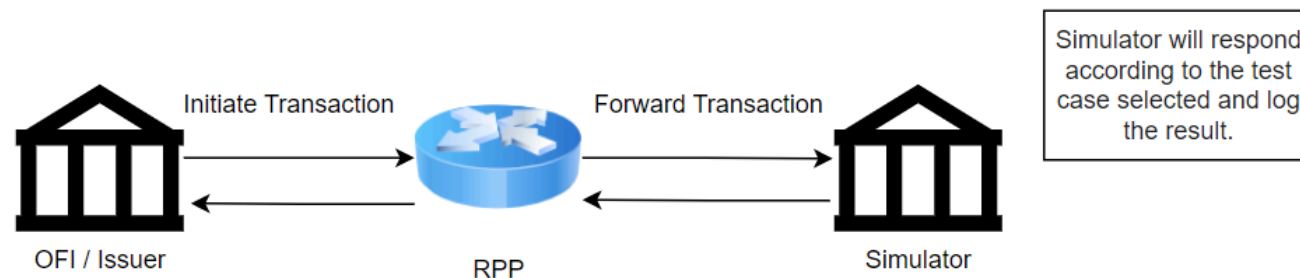 Simulator will respond
according to the test
case selected and log
the result.
Initiate Transaction
Forward Transaction
OFI / Issuer
RPP
Simulator